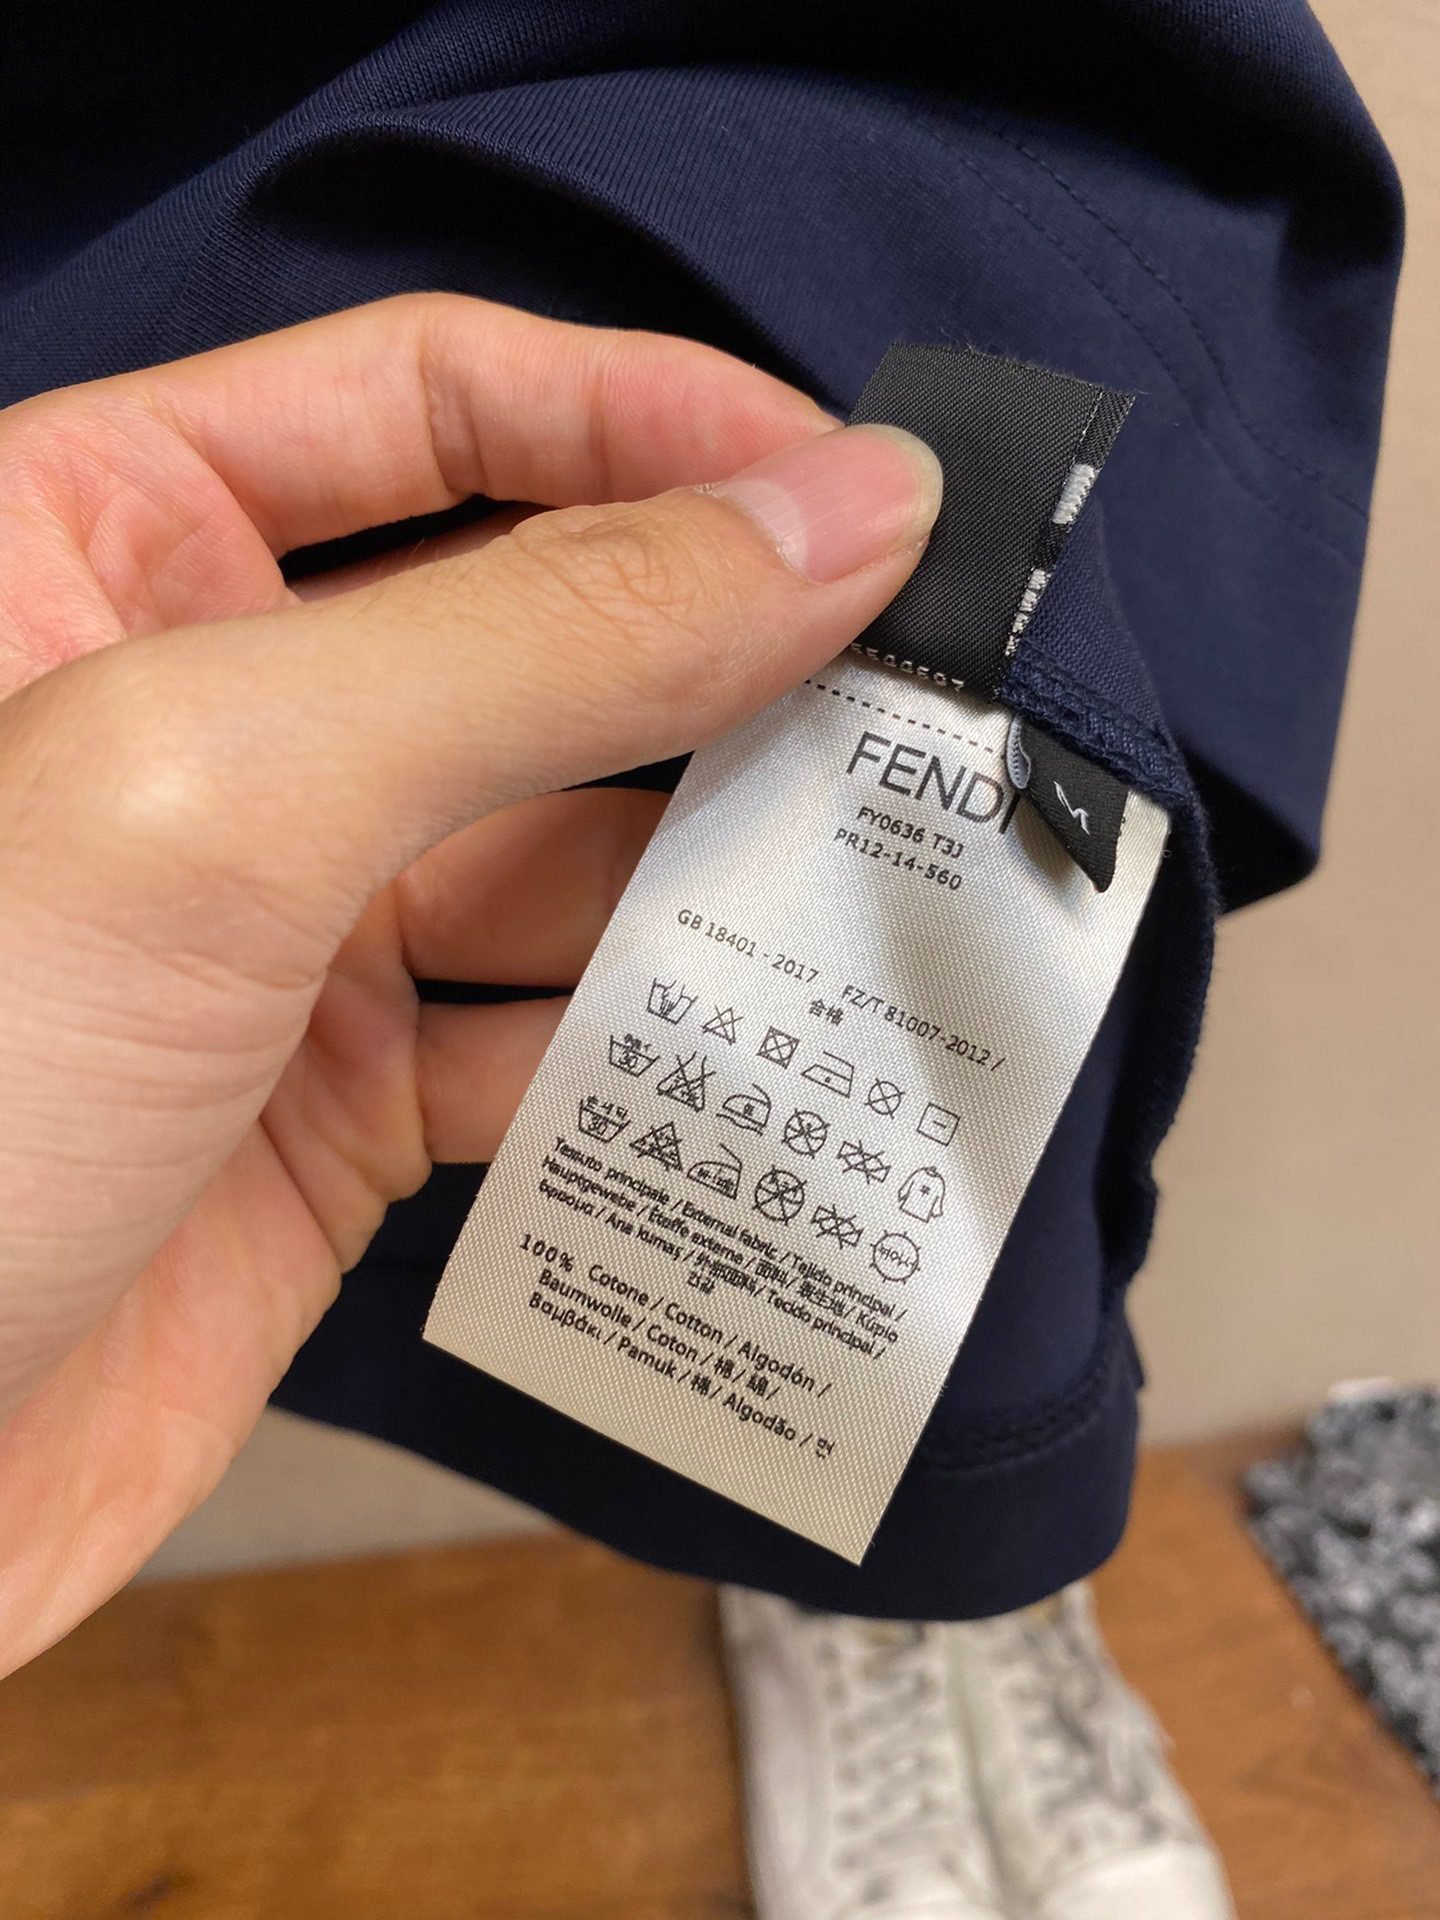 FENDI
FY0636 T3J
PR12-14-560
GB 18401 - 2017 FZ/T 81007-2012 /
合格
30
30
Tessuto principale / External fabric / Tejido principal /
Hauptgewebe / Étoffe externe / 面料 / 表生地 / Κύριο
ύφασμα / Ana kumaş / 外層面料 / Tecido principal /
겉감
100% Cotone / Cotton / Algodón /
Baumwolle / Coton / 棉 / 綿 /
Βαμβάκι / Pamuk / 棉 / Algodão / 면